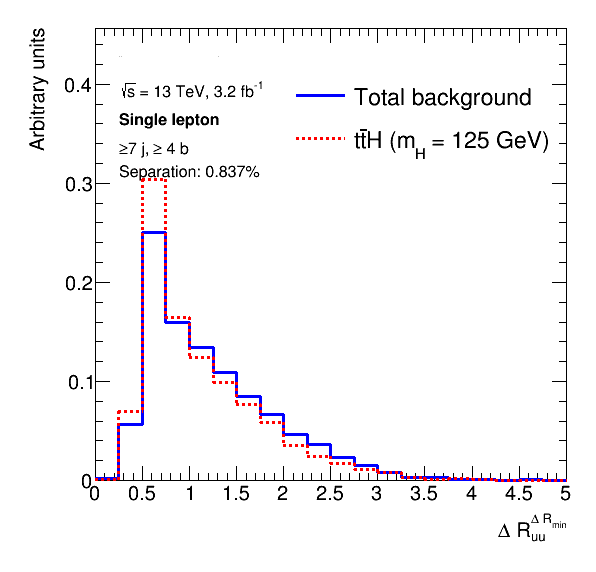 Arbitrary units
√s = 13 TeV, 3.2 fb⁻¹
Single lepton
≥7 j, ≥ 4 b
Separation: 0.837%
Total background
tt̄H (m_H = 125 GeV)
0.4
0.3
0.2
0.1
0
0 0.5 1 1.5 2 2.5 3 3.5 4 4.5 5
Δ R_uu^Δ R_min